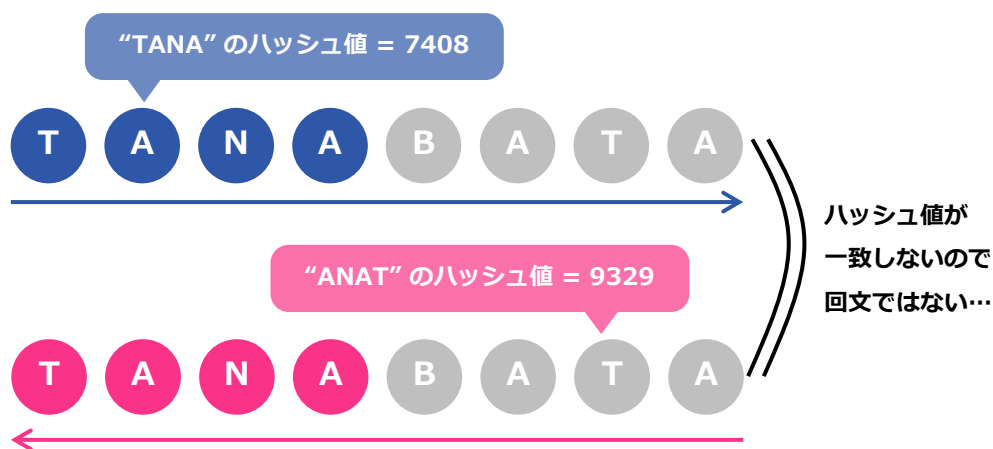 “TANA” のハッシュ値 = 7408
T A N A B A T A
ハッシュ値が
一致しないので
回文ではない…
“ANAT” のハッシュ値 = 9329
T A N A B A T A